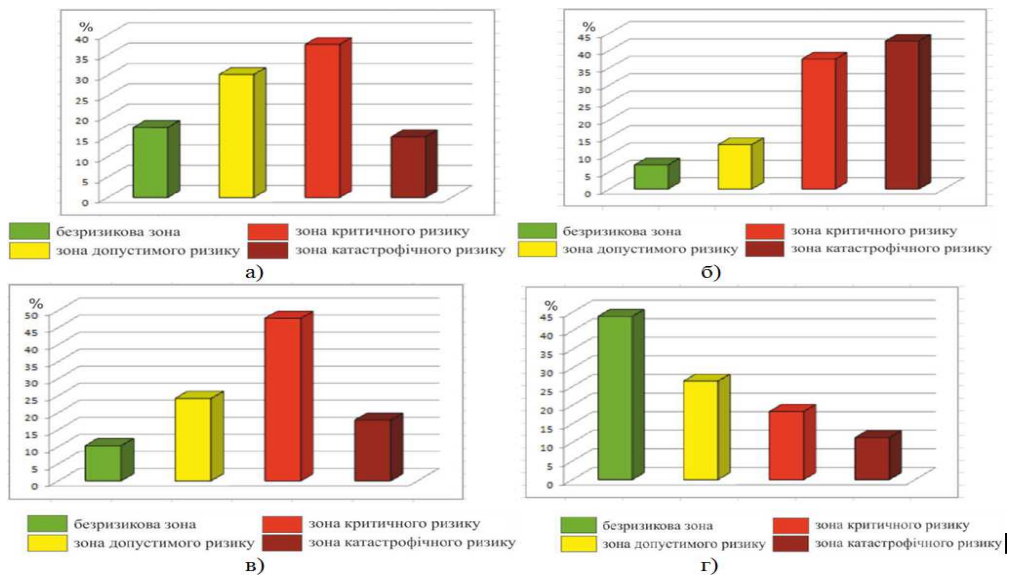 %
40
35
30
25
20
15
10
5
0
безризикова зона
зона критичного ризику
зона допустимого ризику
зона катастрофічного ризику
а)
%
45
40
35
30
25
20
15
10
5
0
безризикова зона
зона критичного ризику
зона допустимого ризику
зона катастрофічного ризику
б)
%
50
45
40
35
30
25
20
15
10
5
0
безризикова зона
зона критичного ризику
зона допустимого ризику
зона катастрофічного ризику
в)
%
45
40
35
30
25
20
15
10
5
0
безризикова зона
зона критичного ризику
зона допустимого ризику
зона катастрофічного ризику
г)